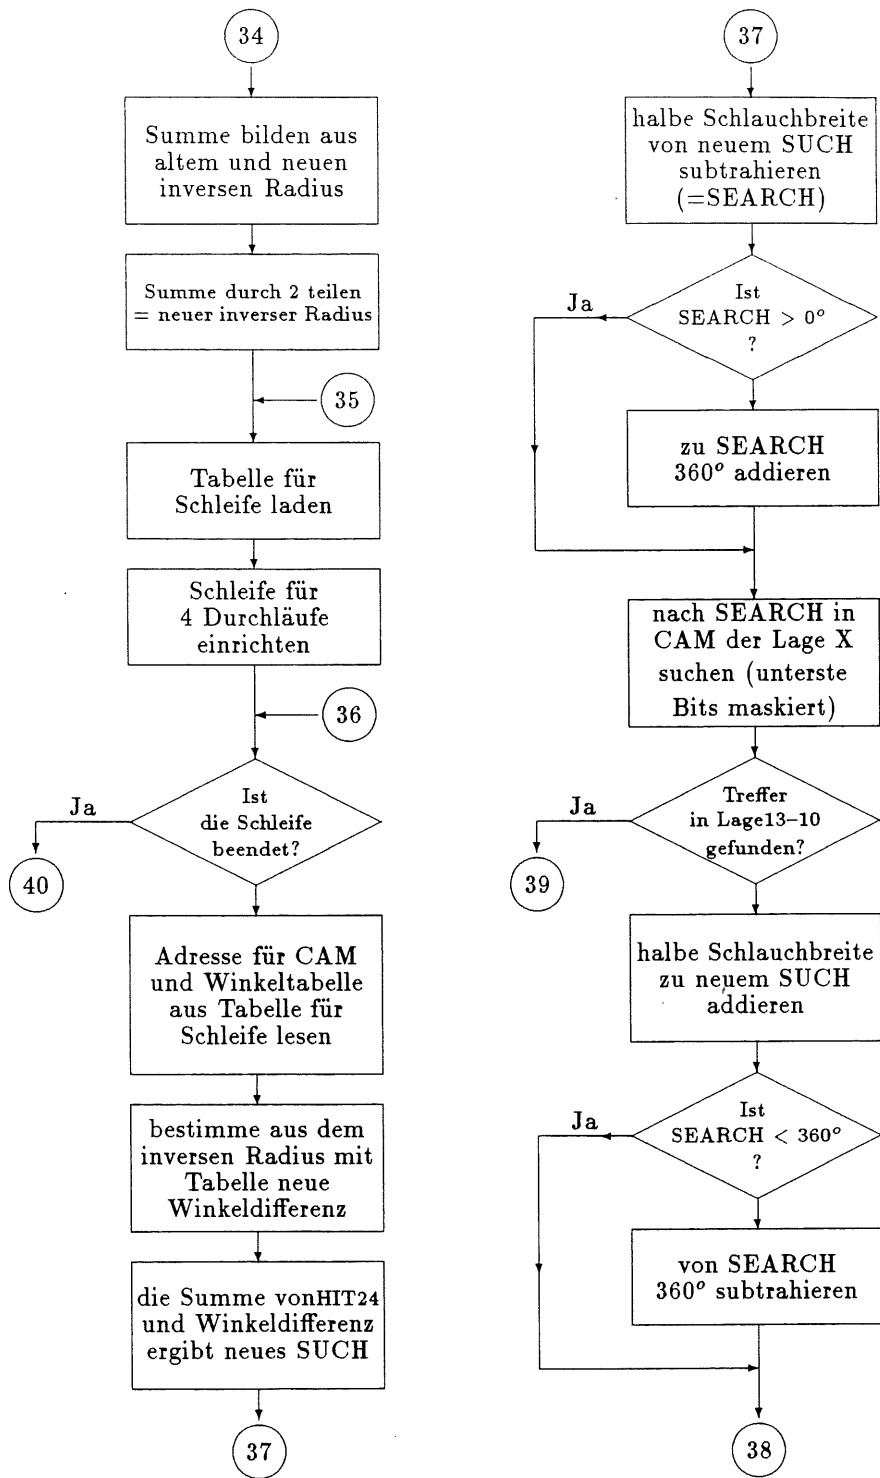 34
Summe bilden aus
altem und neuen
inversen Radius
Summe durch 2 teilen
= neuer inverser Radius
35
Tabelle für
Schleife laden
Schleife für
4 Durchläufe
einrichten
36
Ja
Ist
die Schleife
beendet?
40
Adresse für CAM
und Winkeltabelle
aus Tabelle für
Schleife lesen
bestimme aus dem
inversen Radius mit
Tabelle neue
Winkeldifferenz
die Summe vonHIT24
und Winkeldifferenz
ergibt neues SUCH
37
37
halbe Schlauchbreite
von neuem SUCH
subtrahieren
(=SEARCH)
Ja
Ist
SEARCH > 0°
?
zu SEARCH
360° addieren
nach SEARCH in
CAM der Lage X
suchen (unterste
Bits maskiert)
Ja
Treffer
in Lage13–10
gefunden?
39
halbe Schlauchbreite
zu neuem SUCH
addieren
Ja
Ist
SEARCH < 360°
?
von SEARCH
360° subtrahieren
38